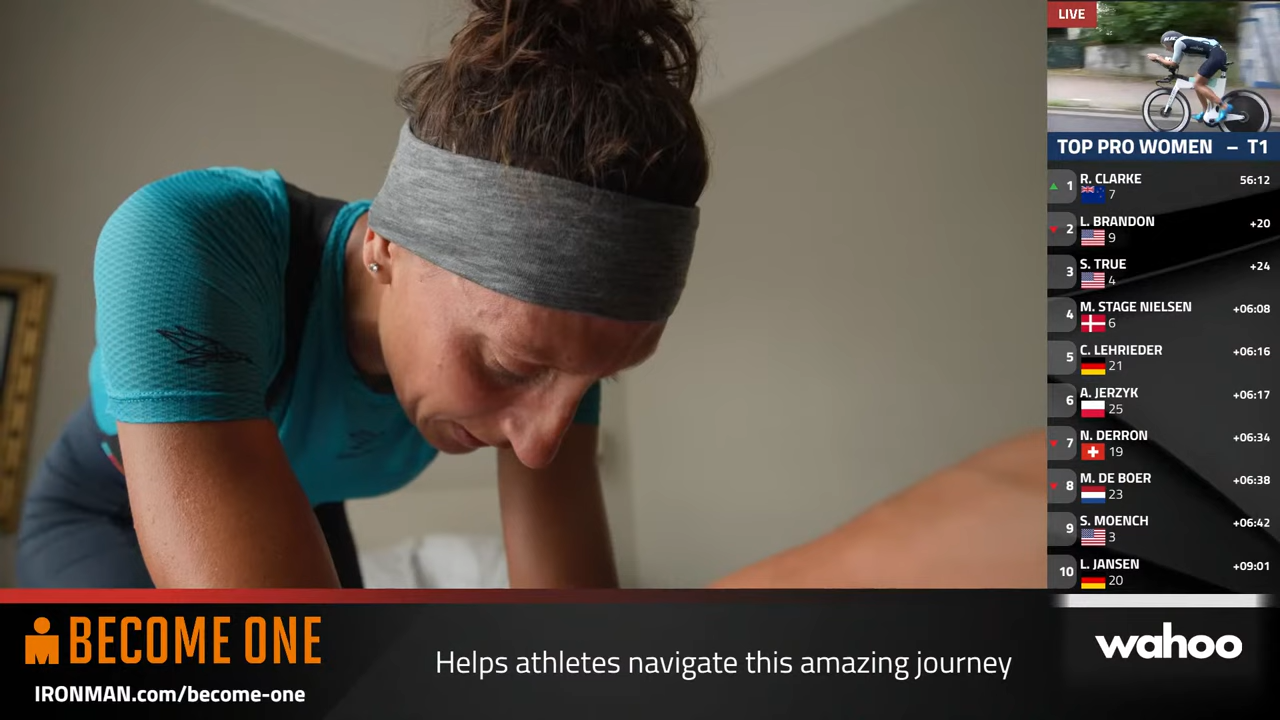 LIVE
TOP PRO WOMEN – T1
1 R. CLARKE 7 56:12
2 L. BRANDON 9 +20
3 S. TRUE 4 +24
4 M. STAGE NIELSEN 6 +06:08
5 C. LEHRIEDER 21 +06:16
6 A. JERZYK 25 +06:17
7 N. DERRON 19 +06:34
8 M. DE BOER 23 +06:38
9 S. MOENCH 3 +06:42
10 L. JANSEN 20 +09:01
BECOME ONE
IRONMAN.com/become-one
Helps athletes navigate this amazing journey
wahoo